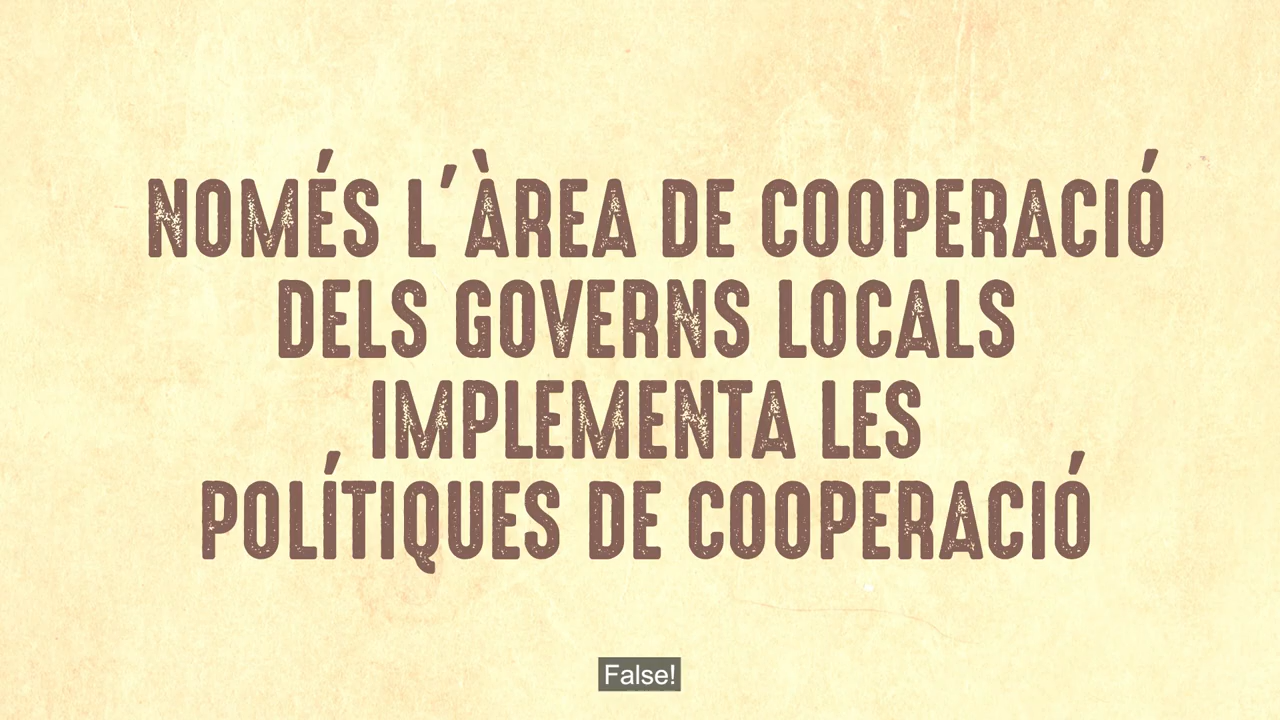 NOMÉS L´ÀREA DE COOPERACIÓ
DELS GOVERNS LOCALS
IMPLEMENTA LES
POLÍTIQUES DE COOPERACIÓ
False!